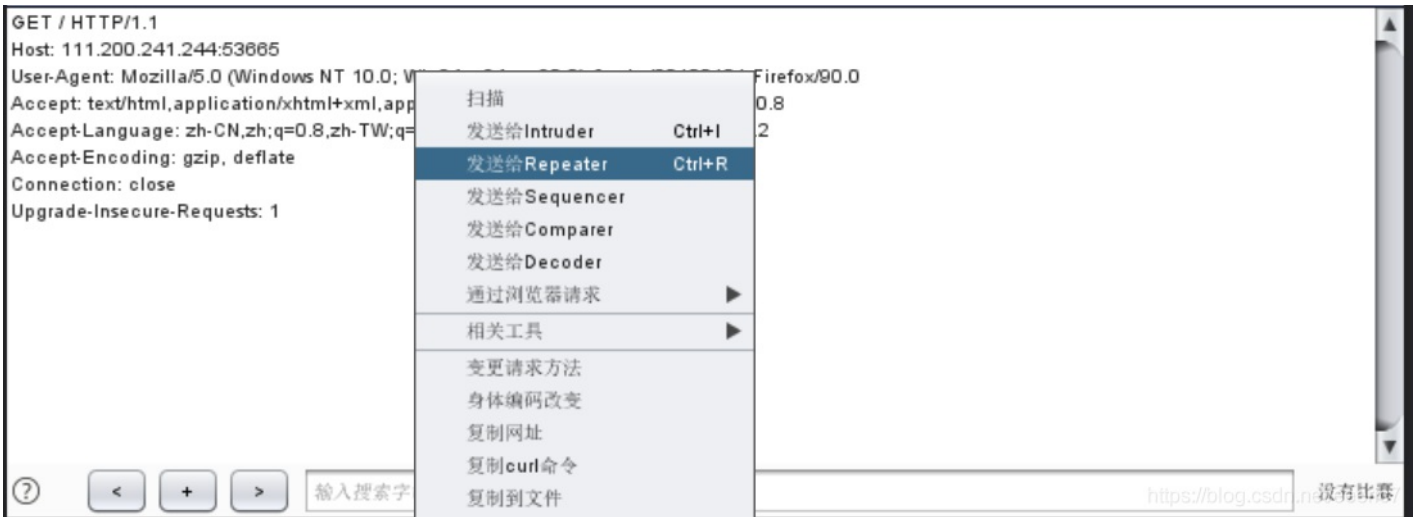 GET / HTTP/1.1
Host: 111.200.241.244:53665
User-Agent: Mozilla/5.0 (Windows NT 10.0; Firefox/90.0
Accept: text/html,application/xhtml+xml,app 0.8
Accept-Language: zh-CN,zh;q=0.8,zh-TW;q= .2
Accept-Encoding: gzip, deflate
Connection: close
Upgrade-Insecure-Requests: 1
扫描
发送给Intruder Ctrl+I
发送给Repeater Ctrl+R
发送给Sequencer
发送给Comparer
发送给Decoder
通过浏览器请求
相关工具
变更请求方法
身体编码改变
复制网址
复制curl命令
复制到文件
? < + > 输入搜索字 没有比赛
https://blog.csdn.ne